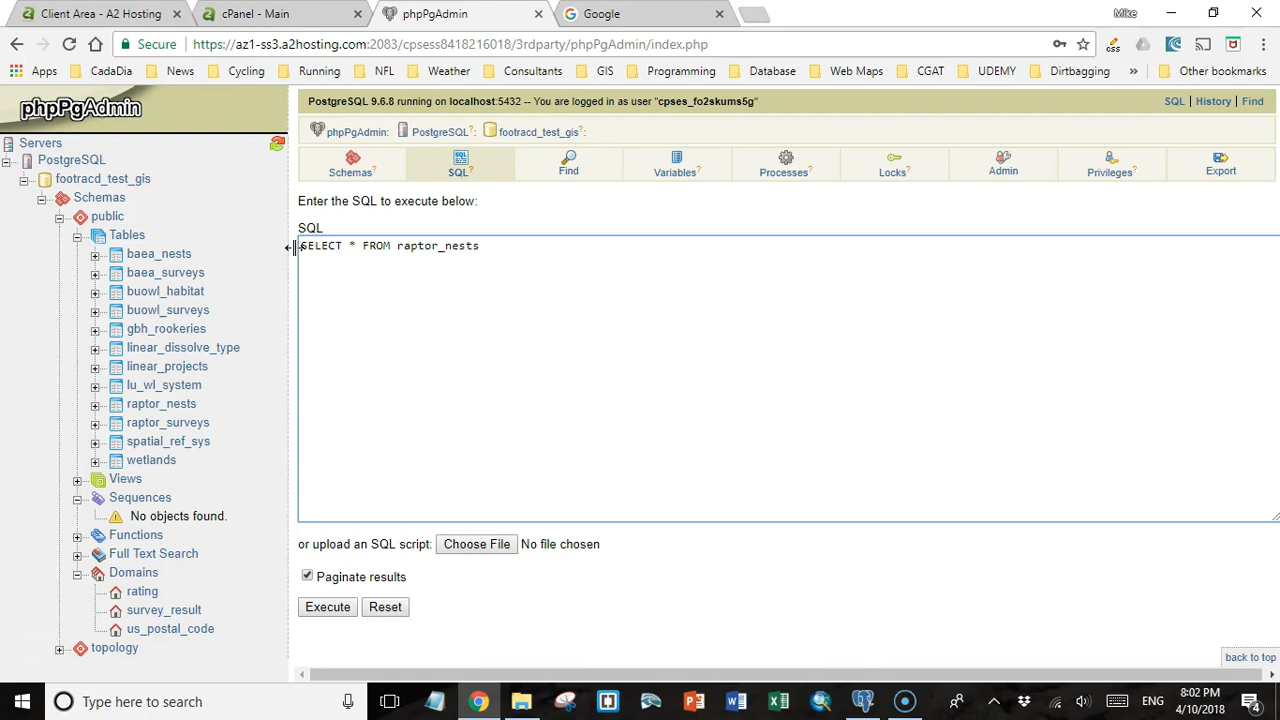 Client Area - A2 Hosting
cPanel - Main
phpPgAdmin
Google
Mike
Secure https://az1-ss3.a2hosting.com:2083/cpsess8418216018/3rdparty/phpPgAdmin/index.php
css
Apps CadaDia News Cycling Running NFL Weather Consultants GIS Programming Database Web Maps CGAT UDEMY Dirtbagging » Other bookmarks
phpPgAdmin
Servers
PostgreSQL
footracd_test_gis
Schemas
public
Tables
baea_nests
baea_surveys
buowl_habitat
buowl_surveys
gbh_rookeries
linear_dissolve_type
linear_projects
lu_wl_system
raptor_nests
raptor_surveys
spatial_ref_sys
wetlands
Views
Sequences
No objects found.
Functions
Full Text Search
Domains
rating
survey_result
us_postal_code
topology
PostgreSQL 9.6.8 running on localhost:5432 -- You are logged in as user "cpses_fo2skums5g"
SQL | History | Find
phpPgAdmin: PostgreSQL?: footracd_test_gis?:
Schemas? SQL? Find Variables? Processes? Locks? Admin Privileges? Export
Enter the SQL to execute below:
SQL
SELECT * FROM raptor_nests
or upload an SQL script: Choose File No file chosen
Paginate results
Execute Reset
back to top
Type here to search
ENG
8:02 PM
4/10/2018
4